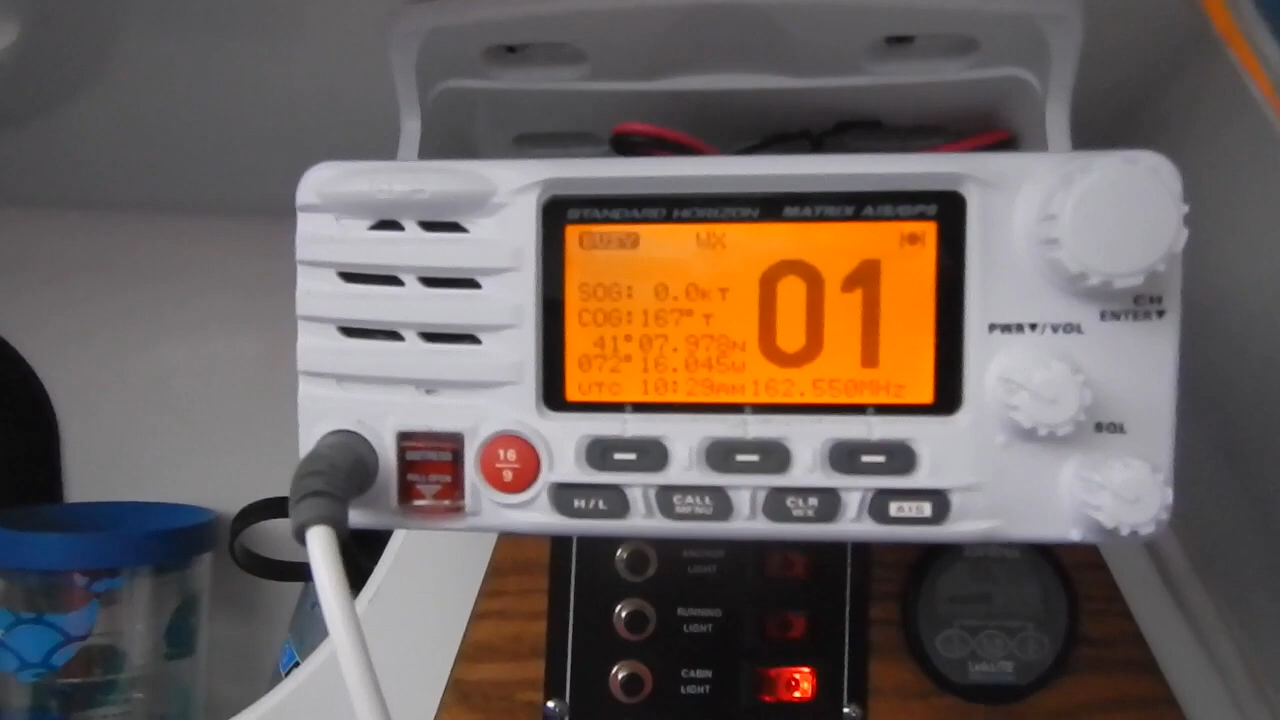 STANDARD HORIZON MATRIX AIS/GPS
BUSY WX
01
SOG: 0.0KT
COG:167° T
41°07.978N
072°16.045W
UTC 10:29AM 162.550MHz
CH
ENTER▼
PWR▼/VOL
SQL
DISTRESS
16
9
H/L
CALL
MENU
CLR
WX
AIS
ANCHOR
LIGHT
RUNNING
LIGHT
CABIN
LIGHT